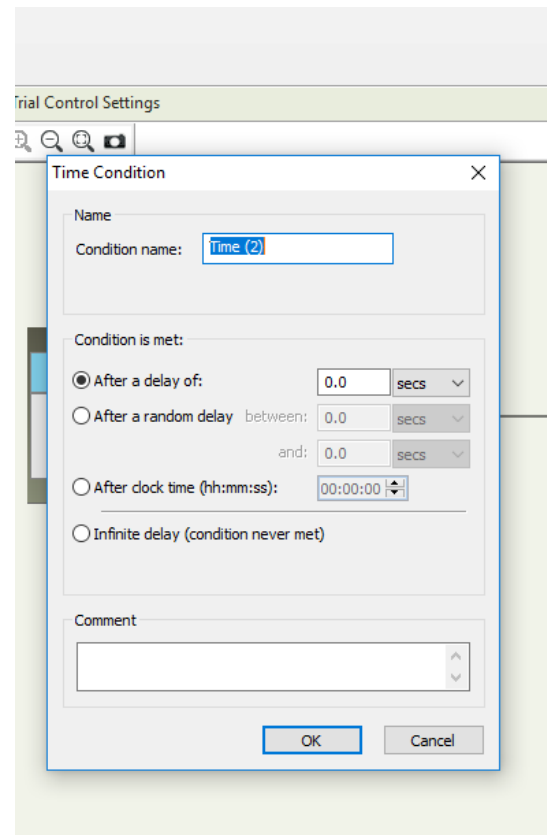 Trial Control Settings
Time Condition
Name
Condition name: Time (2)
Condition is met:
After a delay of: 0.0 secs
After a random delay between: 0.0 secs
and: 0.0 secs
After clock time (hh:mm:ss): 00:00:00
Infinite delay (condition never met)
Comment
OK Cancel